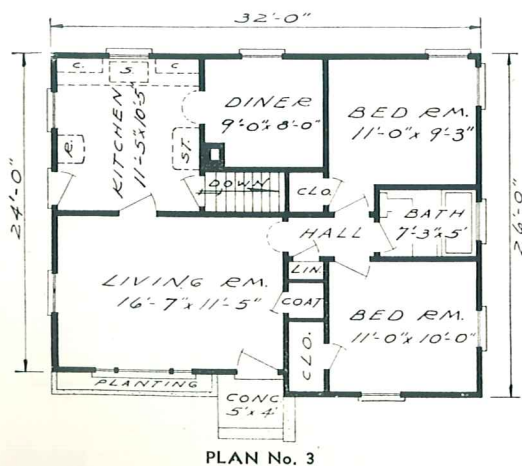 32'-0"
24'-0"
26'-0"
C.
S.
C.
R.
KITCHEN
11'-5 x 10'-5"
ST.
DINER
9'-0" x 8'-0"
BED RM.
11'-0" x 9'-3"
DOWN
CLO.
BATH
7'-3" x 5'
HALL
LIN.
LIVING RM.
16'-7" x 11'-5"
COAT
BED RM.
11'-0" x 10'-0"
CLO.
PLANTING
CONC
5' x 4'
PLAN No. 3